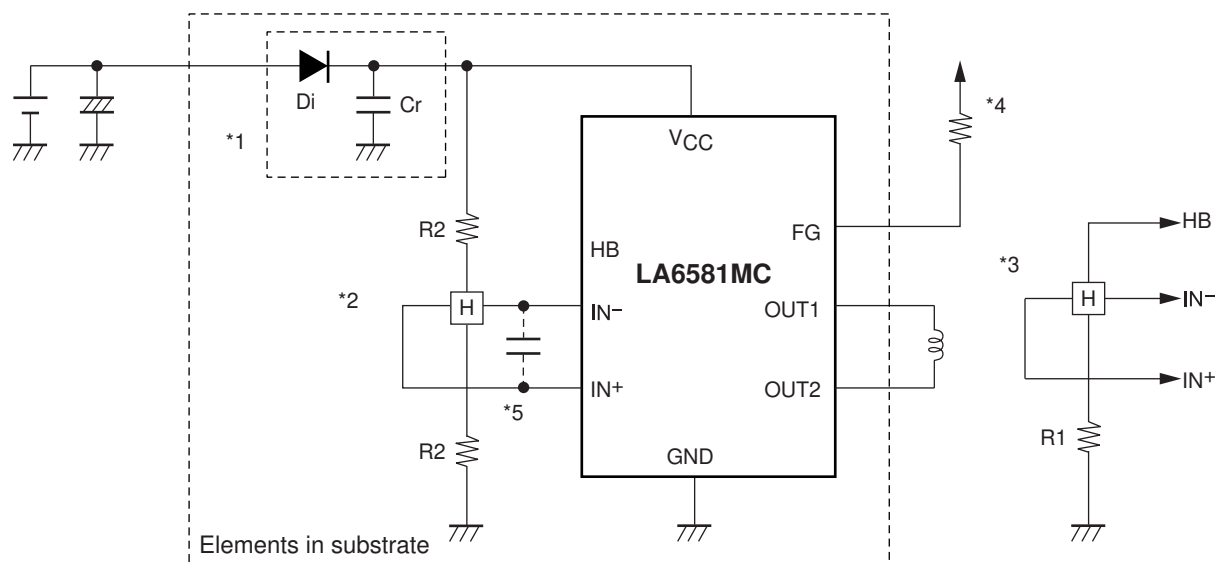 Di
Cr
*1
VCC
*4
R2
HB
FG
LA6581MC
HB
*3
*2
H
IN−
OUT1
H
IN−
IN+
OUT2
IN+
*5
R2
GND
R1
Elements in substrate